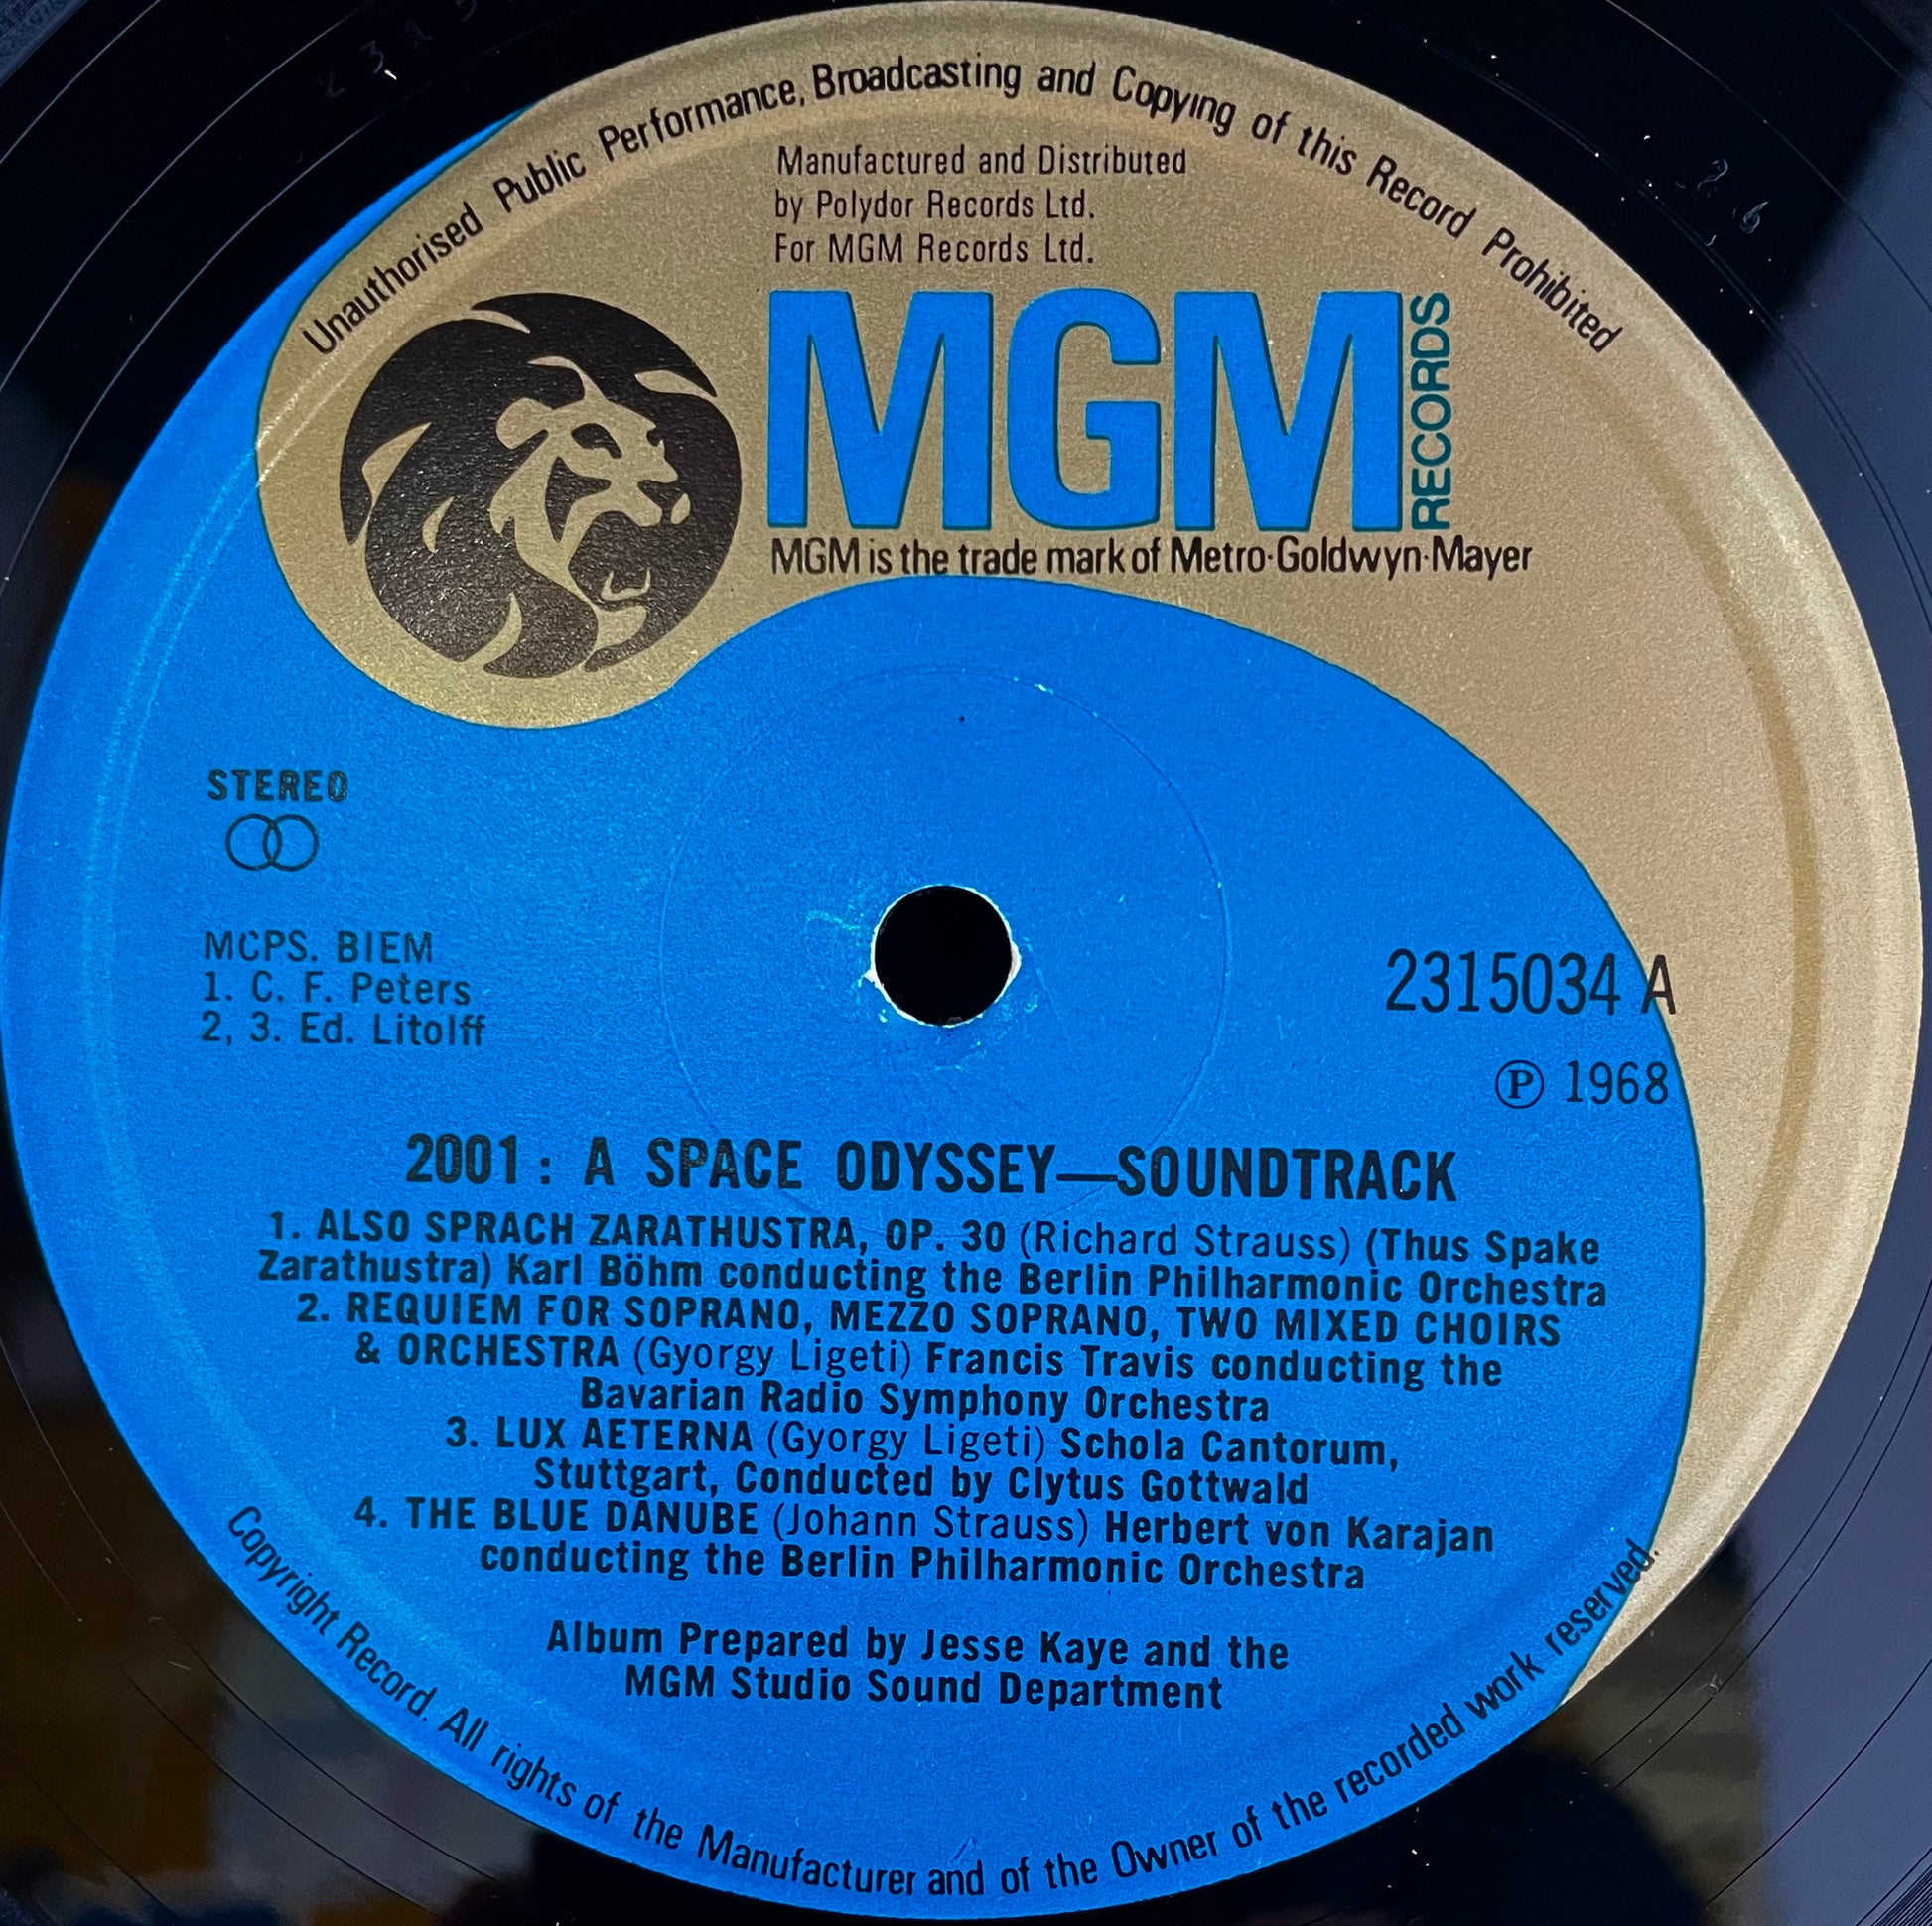 Unauthorised Public Performance, Broadcasting and Copying of this Record Prohibited
Manufactured and Distributed
by Polydor Records Ltd.
For MGM Records Ltd.
MGM RECORDS
MGM is the trade mark of Metro·Goldwyn·Mayer
STEREO
MCPS. BIEM
1. C. F. Peters
2, 3. Ed. Litolff
2315034 A
Ⓟ 1968
2001: A SPACE ODYSSEY—SOUNDTRACK
1. ALSO SPRACH ZARATHUSTRA, OP. 30 (Richard Strauss) (Thus Spake
Zarathustra) Karl Böhm conducting the Berlin Philharmonic Orchestra
2. REQUIEM FOR SOPRANO, MEZZO SOPRANO, TWO MIXED CHOIRS
& ORCHESTRA (Gyorgy Ligeti) Francis Travis conducting the
Bavarian Radio Symphony Orchestra
3. LUX AETERNA (Gyorgy Ligeti) Schola Cantorum,
Stuttgart, Conducted by Clytus Gottwald
4. THE BLUE DANUBE (Johann Strauss) Herbert von Karajan
conducting the Berlin Philharmonic Orchestra
Album Prepared by Jesse Kaye and the
MGM Studio Sound Department
Copyright Record. All rights of the Manufacturer and of the Owner of the recorded work reserved.